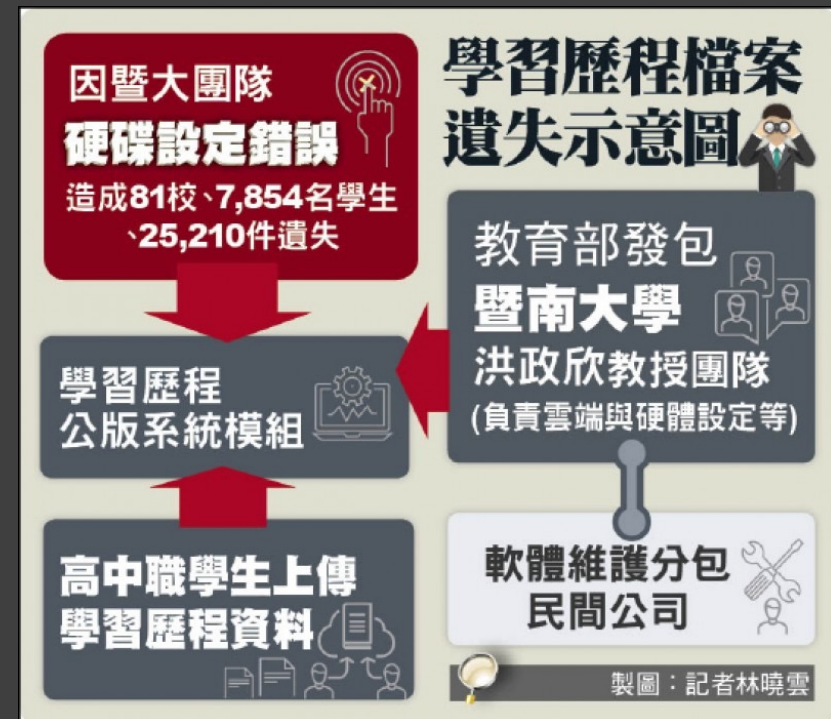 學習歷程檔案
遺失示意圖
因暨大團隊
硬碟設定錯誤
造成81校、7,854名學生
、25,210件遺失
教育部發包
暨南大學
洪政欣教授團隊
(負責雲端與硬體設定等)
學習歷程
公版系統模組
高中職學生上傳
學習歷程資料
軟體維護分包
民間公司
製圖：記者林曉雲